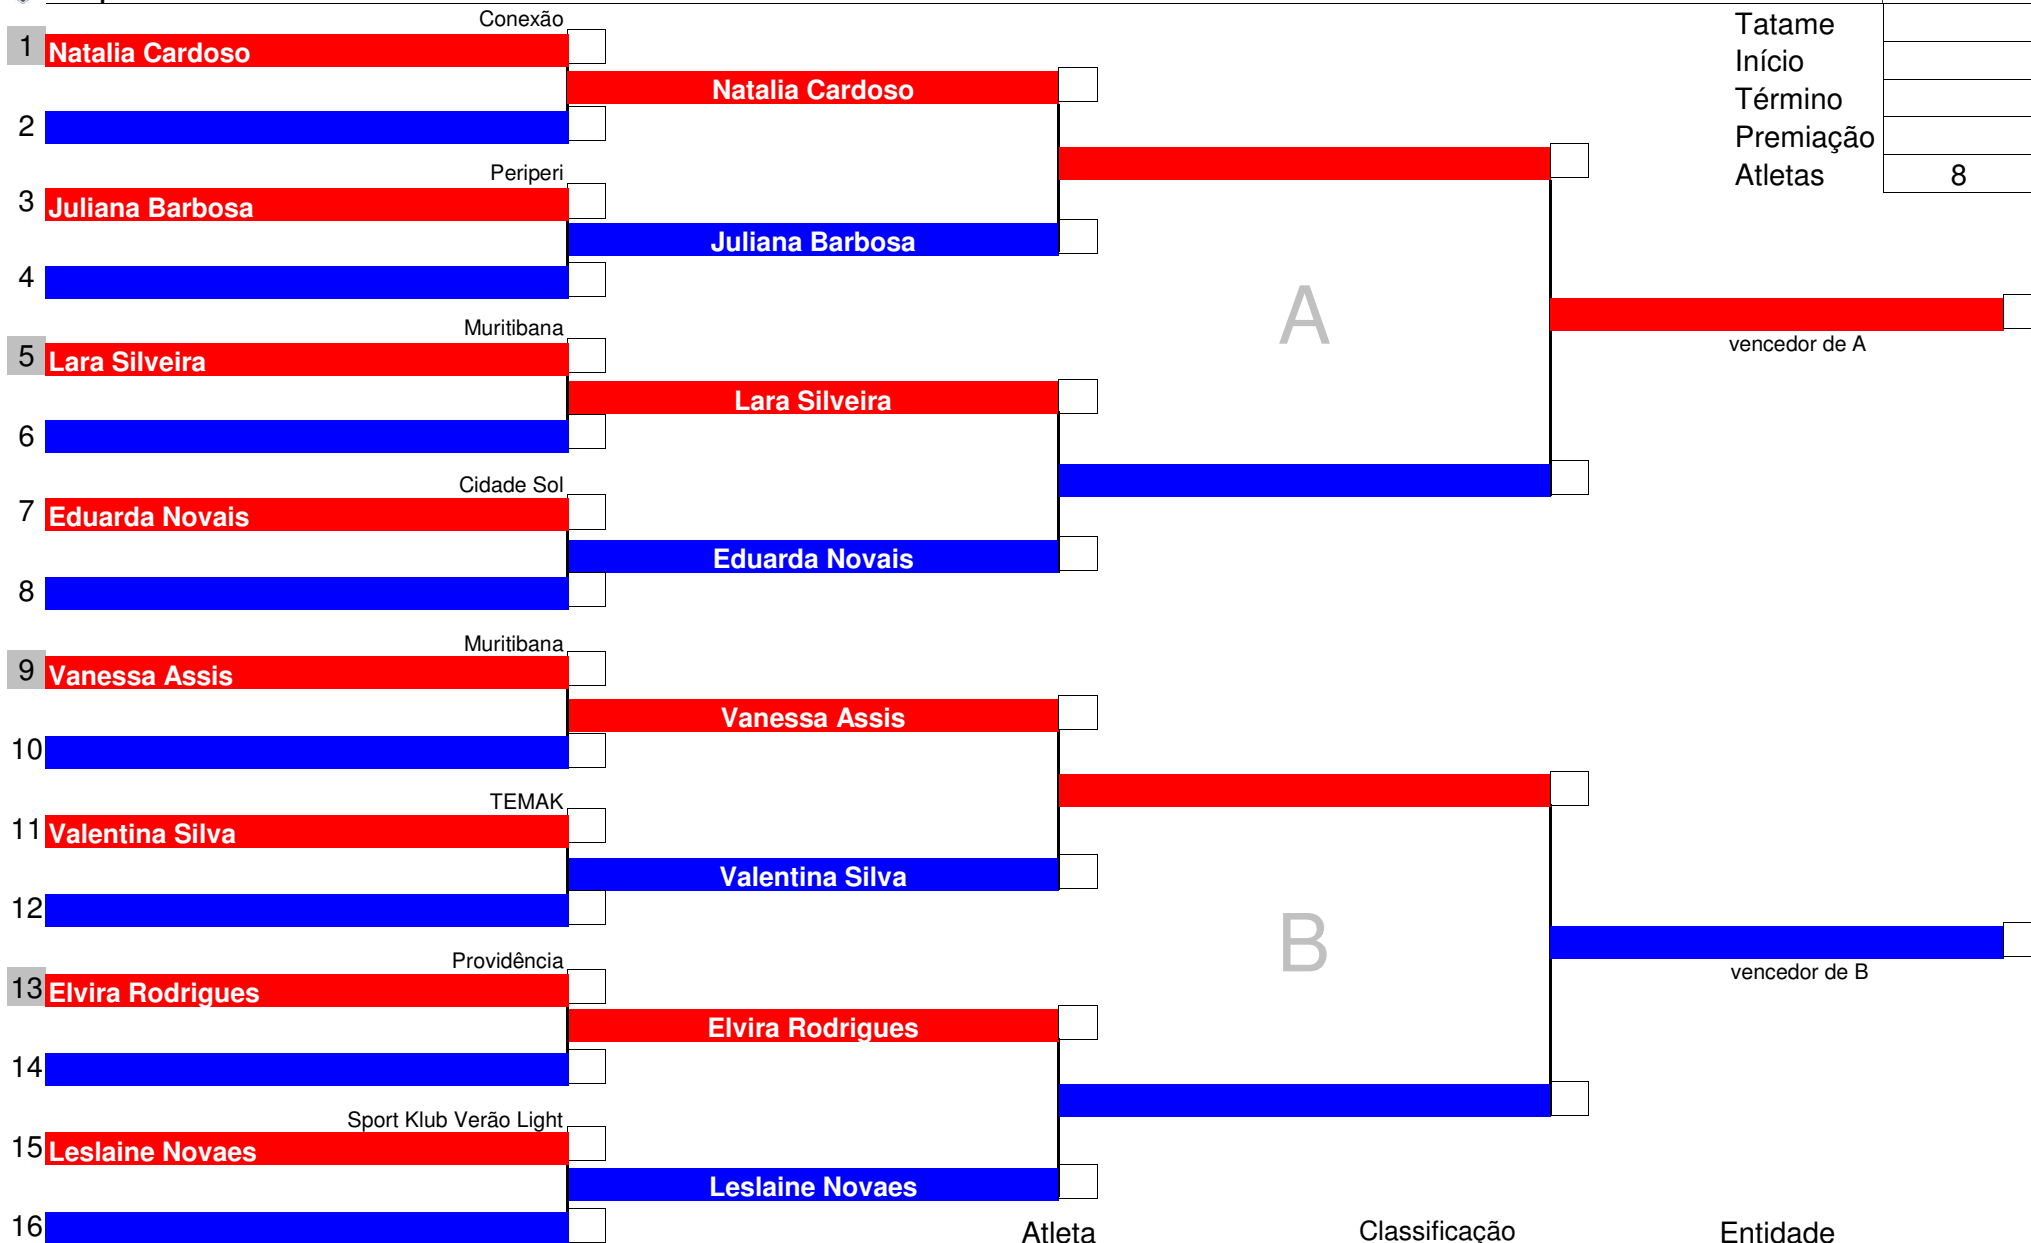 Conexão
Tatame
1 Natalia Cardoso
Início
Natalia Cardoso
Término
2
Premiação
Periperi
Atletas 8
3 Juliana Barbosa
Juliana Barbosa
4
A
Muritibana
vencedor de A
5 Lara Silveira
Lara Silveira
6
Cidade Sol
7 Eduarda Novais
Eduarda Novais
8
Muritibana
9 Vanessa Assis
Vanessa Assis
10
TEMAK
11 Valentina Silva
Valentina Silva
12
B
Providência
vencedor de B
13 Elvira Rodrigues
Elvira Rodrigues
14
Sport Klub Verão Light
15 Leslaine Novaes
Leslaine Novaes
16
Atleta Classificação Entidade